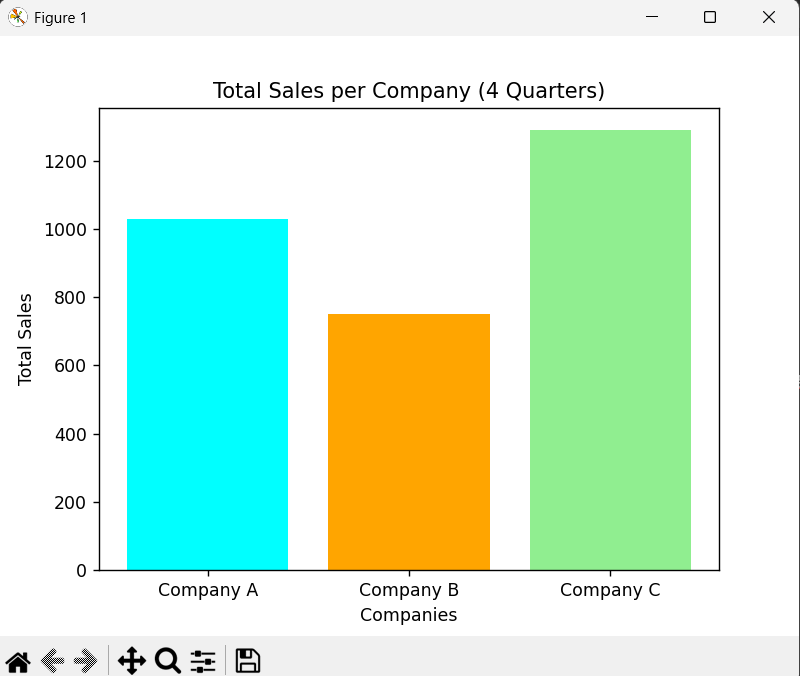 Figure 1
Total Sales per Company (4 Quarters)
1200
1000
800
600
400
200
0
Total Sales
Company A Company B Company C
Companies